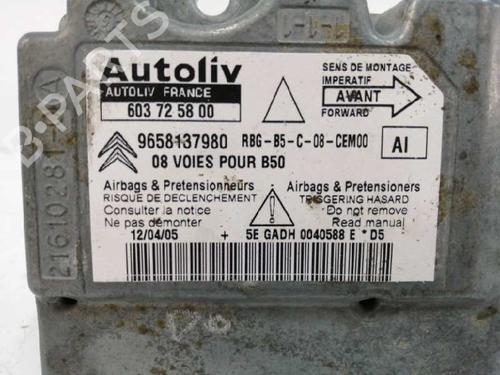 Autoliv
AUTOLIV FRANCE
603 72 58 00
SENS DE MONTAGE
IMPERATIF
AVANT
FORWARD
9658137980 RBG-B5-C-08-CEM00
AI
08 VOIES POUR B50
Airbags & Pretensionneurs
RISQUE DE DECLENCHEMENT
Consulter la notice
Ne pas démonter
Airbags & Pretensioners
TRIGGERING HASARD
Do not remove
Read manual
12/04/05 + 5E GADH 0040588 E * D5
B-PARTS